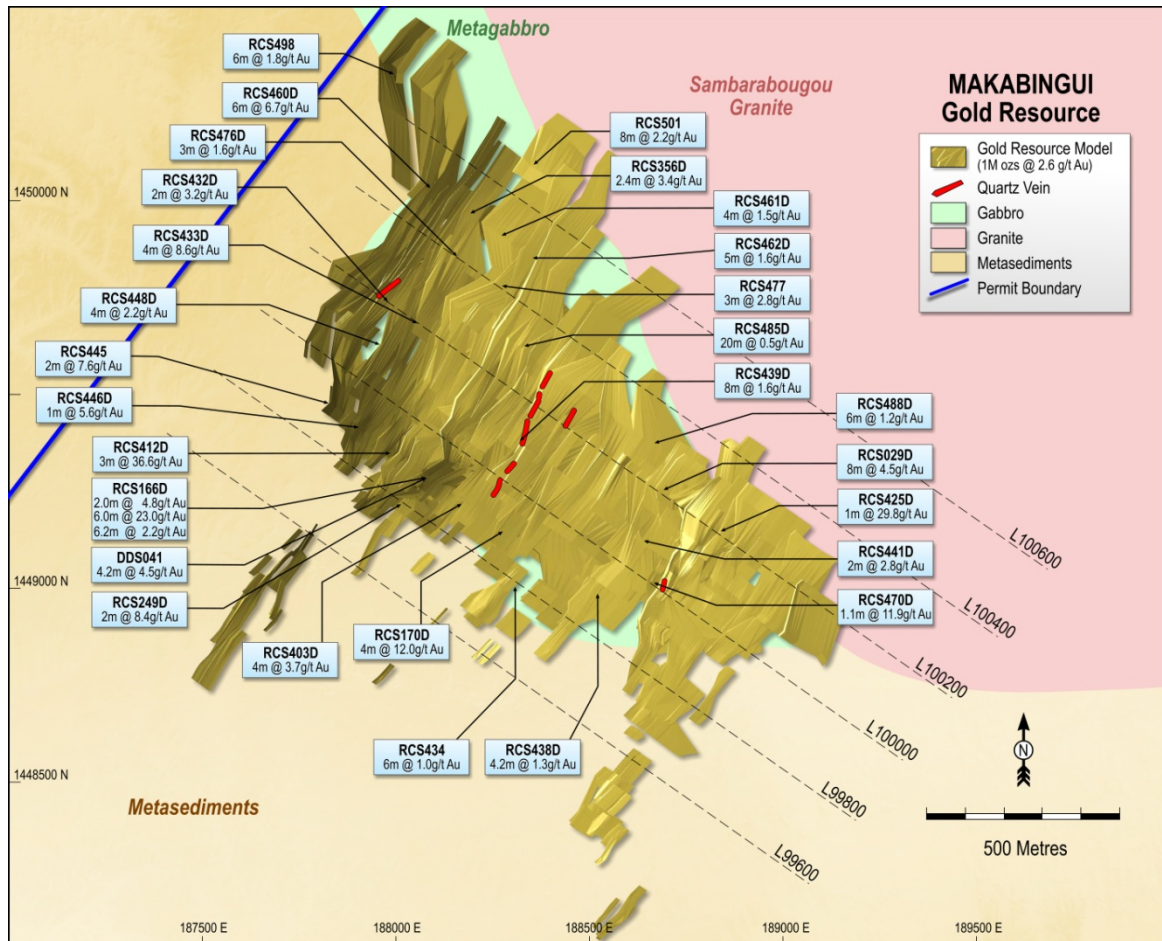 Metagabbro
Sambarabougou
Granite
MAKABINGUI
Gold Resource
Gold Resource Model
(1M ozs @ 2.6 g/t Au)
Quartz Vein
Gabbro
Granite
Metasediments
Permit Boundary
RCS498
6m @ 1.8g/t Au
RCS460D
6m @ 6.7g/t Au
RCS476D
3m @ 1.6g/t Au
RCS432D
2m @ 3.2g/t Au
RCS433D
4m @ 8.6g/t Au
RCS448D
4m @ 2.2g/t Au
RCS445
2m @ 7.6g/t Au
RCS446D
1m @ 5.6g/t Au
RCS412D
3m @ 36.6g/t Au
RCS166D
2.0m @ 4.8g/t Au
6.0m @ 23.0g/t Au
6.2m @ 2.2g/t Au
DDS041
4.2m @ 4.5g/t Au
RCS249D
2m @ 8.4g/t Au
RCS403D
4m @ 3.7g/t Au
RCS170D
4m @ 12.0g/t Au
RCS434
6m @ 1.0g/t Au
RCS438D
4.2m @ 1.3g/t Au
RCS501
8m @ 2.2g/t Au
RCS356D
2.4m @ 3.4g/t Au
RCS461D
4m @ 1.5g/t Au
RCS462D
5m @ 1.6g/t Au
RCS477
3m @ 2.8g/t Au
RCS485D
20m @ 0.5g/t Au
RCS439D
8m @ 1.6g/t Au
RCS488D
6m @ 1.2g/t Au
RCS029D
8m @ 4.5g/t Au
RCS425D
1m @ 29.8g/t Au
RCS441D
2m @ 2.8g/t Au
RCS470D
1.1m @ 11.9g/t Au
L100600
L100400
L100200
L100000
L99800
L99600
1450000 N
1449000 N
1448500 N
Metasediments
N
500 Metres
187500 E
188000 E
188500 E
189000 E
189500 E